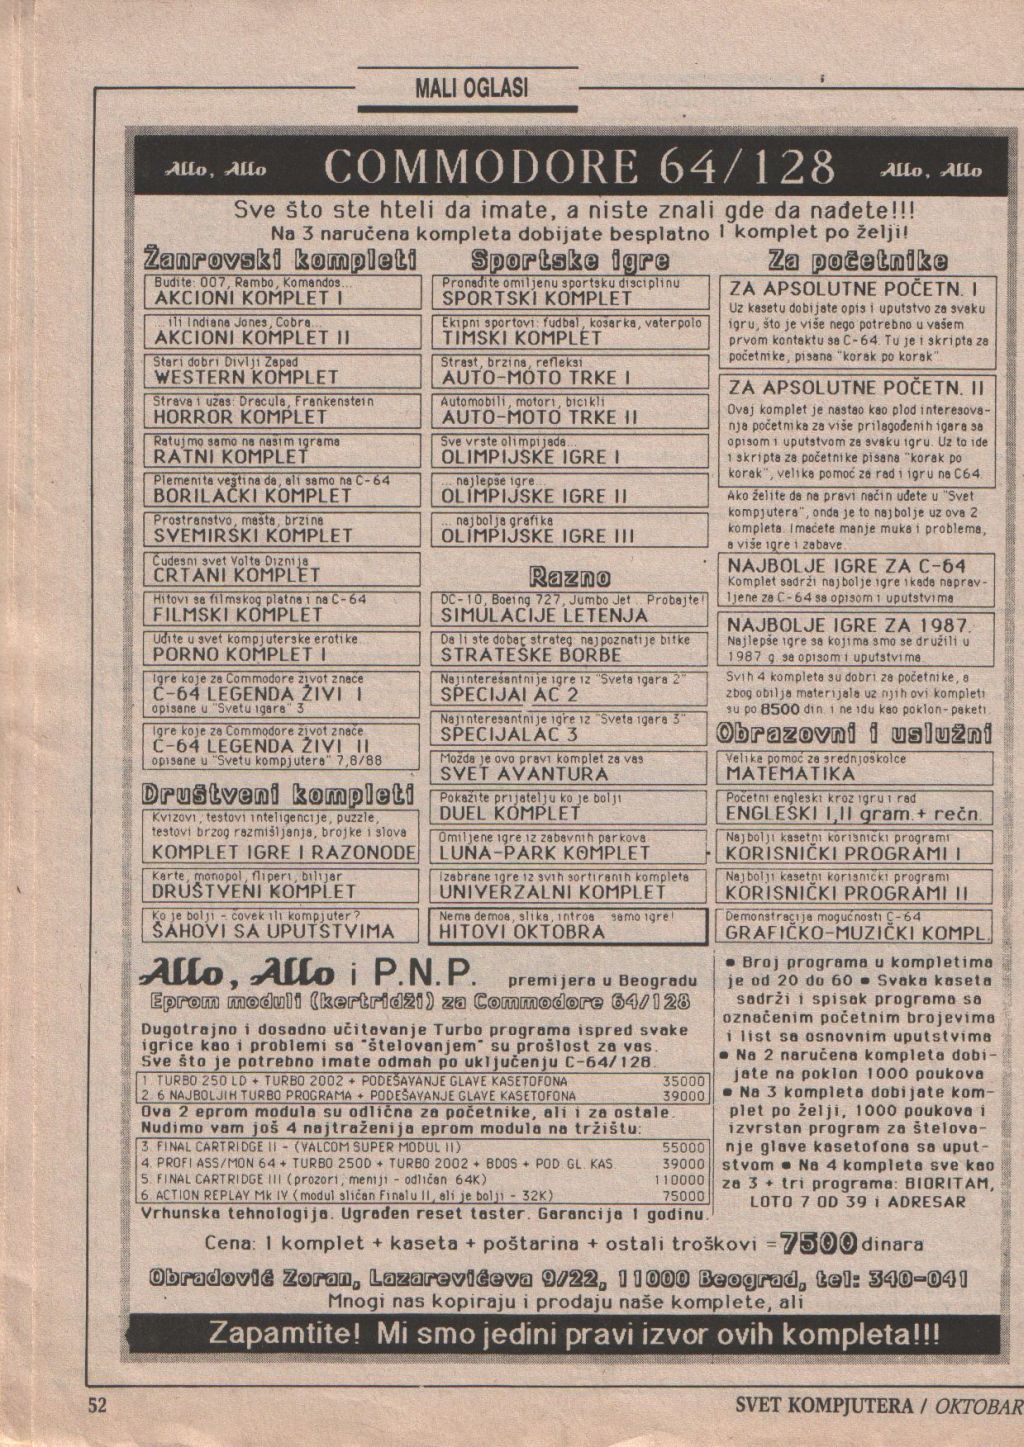 MALI OGLASI
Allo, Allo COMMODORE 64/128 Allo, Allo
Sve što ste hteli da imate, a niste znali gde da nađete!!!
Na 3 naručena kompleta dobijate besplatno 1 komplet po želji!
Žanrovski kompleti
Budite: 007, Rambo, Komandos...
AKCIONI KOMPLET I
... ili Indiana Jones, Cobra...
AKCIONI KOMPLET II
Stari dobri Divlji Zapad
WESTERN KOMPLET
Strava i užas: Dracula, Frankenstein
HORROR KOMPLET
Ratujmo samo na našim igrama
RATNI KOMPLET
Plemenita veština da, ali samo na C-64
BORILAČKI KOMPLET
Prostranstvo, mašta, brzina
SVEMIRSKI KOMPLET
Čudesni svet Volta Diznija
CRTANI KOMPLET
Hitovi sa filmskog platna i na C-64
FILMSKI KOMPLET
Uđite u svet kompjuterske erotike.
PORNO KOMPLET I
Igre koje za Commodore život znače
C-64 LEGENDA ŽIVI I
opisane u "Svetu igara" 3
Igre koje za Commodore život znače.
C-64 LEGENDA ŽIVI II
opisane u "Svetu kompjutera" 7,8/88
Društveni kompleti
Kvizovi, testovi inteligencije, puzzle,
testovi brzog razmišljanja, brojke i slova
KOMPLET IGRE I RAZONODE
Karte, monopol, fliperi, bilijar
DRUŠTVENI KOMPLET
Ko je bolji - čovek ili kompjuter?
ŠAHOVI SA UPUTSTVIMA
Sportske igre
Pronađite omiljenu sportsku disciplinu
SPORTSKI KOMPLET
Ekipni sportovi: fudbal, košarka, vaterpolo
TIMSKI KOMPLET
Strast, brzina, refleksi
AUTO-MOTO TRKE I
Automobili, motori, bicikli
AUTO-MOTO TRKE II
Sve vrste olimpijada...
OLIMPIJSKE IGRE I
... najlepše igre...
OLIMPIJSKE IGRE II
... najbolja grafika
OLIMPIJSKE IGRE III
Razno
DC-10, Boeing 727, Jumbo Jet... Probajte!
SIMULACIJE LETENJA
Da li ste dobar strateg: najpoznatije bitke
STRATEŠKE BORBE
Najinteresantnije igre iz "Sveta igara 2"
SPECIJALAC 2
Najinteresantnije igre iz "Sveta igara 3"
SPECIJALAC 3
Možda je ovo pravi komplet za vas
SVET AVANTURA
Pokažite prijatelju ko je bolji
DUEL KOMPLET
Omiljene igre iz zabavnih parkova
LUNA-PARK KOMPLET
Izabrane igre iz svih sortiranih kompleta
UNIVERZALNI KOMPLET
Nema demoa, slika, introa - samo igre!
HITOVI OKTOBRA
Za početnike
ZA APSOLUTNE POČETN. I
Uz kasetu dobijate opis i uputstvo za svaku
igru, što je više nego potrebno u vašem
prvom kontaktu sa C-64. Tu je i skripta za
početnike, pisana "korak po korak".
ZA APSOLUTNE POČETN. II
Ovaj komplet je nastao kao plod interesova-
nja početnika za više prilagođenih igara sa
opisom i uputstvom za svaku igru. Uz to ide
i skripta za početnike pisana "korak po
korak", velika pomoć za rad i igru na C64.
Ako želite da na pravi način uđete u "Svet
kompjutera", onda je to najbolje uz ova 2
kompleta. Imaćete manje muka i problema,
a više igre i zabave.
NAJBOLJE IGRE ZA C-64
Komplet sadrži najbolje igre ikada naprav-
ljene za C-64 sa opisom i uputstvima
NAJBOLJE IGRE ZA 1987.
Najlepše igre sa kojima smo se družili u
1987 g. sa opisom i uputstvima.
Svih 4 kompleta su dobri za početnike, a
zbog obilja materijala uz njih ovi kompleti
su po 8500 din. i ne idu kao poklon-paketi.
Obrazovni i uslužni
Velika pomoć za srednjoskolce
MATEMATIKA
Početni engleski kroz igru i rad
ENGLESKI I,II gram.+ rečn.
Najbolji kasetni korisnički programi
KORISNIČKI PROGRAMI I
Najbolji kasetni korisnički programi
KORISNIČKI PROGRAMI II
Demonstracija mogućnosti C-64
GRAFIČKO-MUZIČKI KOMPL.
Allo, Allo i P.N.P. premijera u Beogradu
Eprom moduli (kertridži) za Commodore 64/128
Dugotrajno i dosadno učitavanje Turbo programa ispred svake
igrice kao i problemi sa "štelovanjem" su prošlost za vas.
Sve što je potrebno imate odmah po uključenju C-64/128.
1. TURBO 250 LD + TURBO 2002 + PODEŠAVANJE GLAVE KASETOFONA 35000
2. 6 NAJBOLJIH TURBO PROGRAMA + PODEŠAVANJE GLAVE KASETOFONA 39000
Ova 2 eprom modula su odlična za početnike, ali i za ostale.
Nudimo vam još 4 najtraženija eprom modula na tržištu:
3. FINAL CARTRIDGE II - (VALCOM SUPER MODUL II) 55000
4. PROFI ASS/MON 64 + TURBO 250D + TURBO 2002 + BDOS + POD. GL. KAS. 39000
5. FINAL CARTRIDGE III (prozori, meniji - odličan 64K) 110000
6. ACTION REPLAY Mk IV (modul sličan Finalu II, ali je bolji - 32K) 75000
Vrhunska tehnologija. Ugrađen reset taster. Garancija 1 godinu.
• Broj programa u kompletima
je od 20 do 60 • Svaka kaseta
sadrži i spisak programa sa
označenim početnim brojevima
i list sa osnovnim uputstvima
• Na 2 naručena kompleta dobi-
jate na poklon 1000 poukova
• Na 3 kompleta dobijate kom-
plet po želji, 1000 poukova i
izvrstan program za štelova-
nje glave kasetofona sa uput-
stvom • Na 4 kompleta sve kao
za 3 + tri programa: BIORITAM,
LOTO 7 OD 39 i ADRESAR
Cena: 1 komplet + kaseta + poštarina + ostali troškovi = 7500 dinara
Obradović Zoran, Lazarevićeva 9/22, 11000 Beograd, tel: 340-041
Mnogi nas kopiraju i prodaju naše komplete, ali
Zapamtite! Mi smo jedini pravi izvor ovih kompleta!!!
52
SVET KOMPJUTERA / OKTOBAR